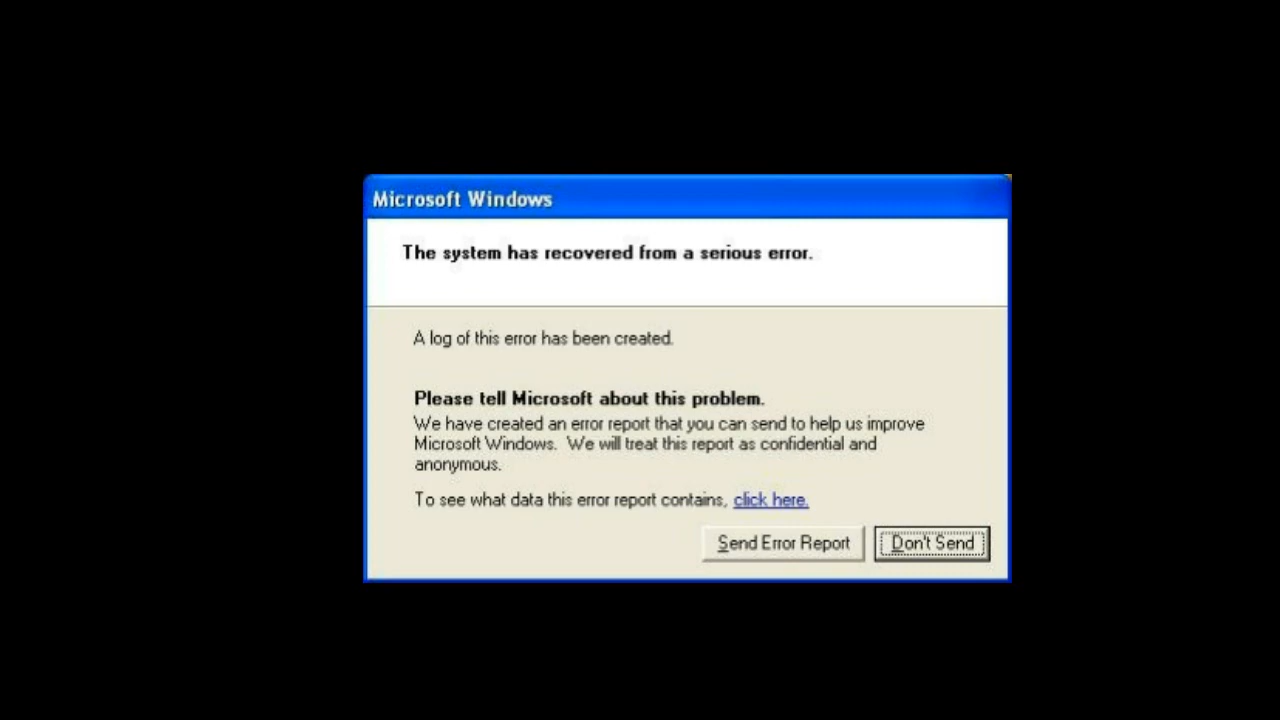 Microsoft Windows
The system has recovered from a serious error.
A log of this error has been created.
Please tell Microsoft about this problem.
We have created an error report that you can send to help us improve
Microsoft Windows.  We will treat this report as confidential and
anonymous.
To see what data this error report contains, click here.
Send Error Report
Don't Send